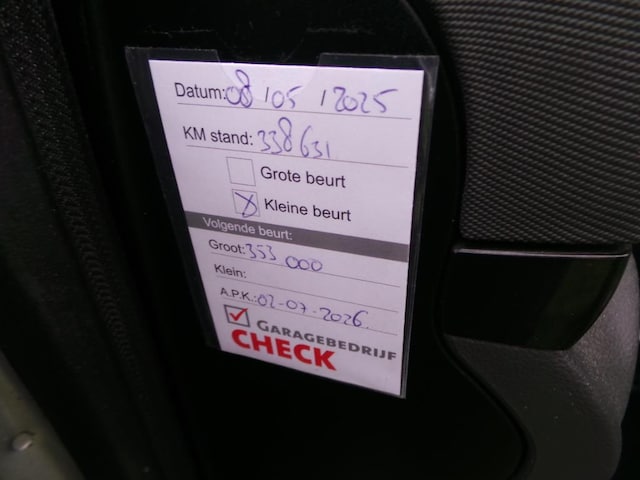 Datum: 08/05/2025
KM stand: 338631
Grote beurt
Kleine beurt
Volgende beurt:
Groot: 353 000
Klein:
A.P.K.: 02-07-2026
GARAGEBEDRIJF
CHECK